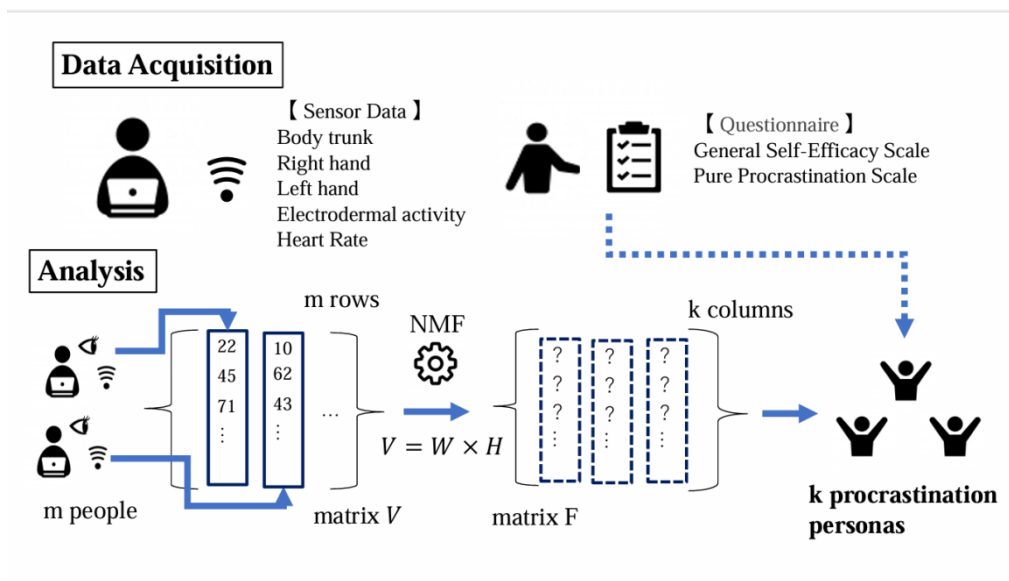 Data Acquisition
【 Sensor Data 】
Body trunk
Right hand
Left hand
Electrodermal activity
Heart Rate
【 Questionnaire 】
General Self-Efficacy Scale
Pure Procrastination Scale
Analysis
m rows
NMF
k columns
22
45
71
⋮
10
62
43
⋮
...
V = W × H
?
?
?
⋮
?
?
?
⋮
?
?
?
⋮
m people
matrix V
matrix F
k procrastination
personas